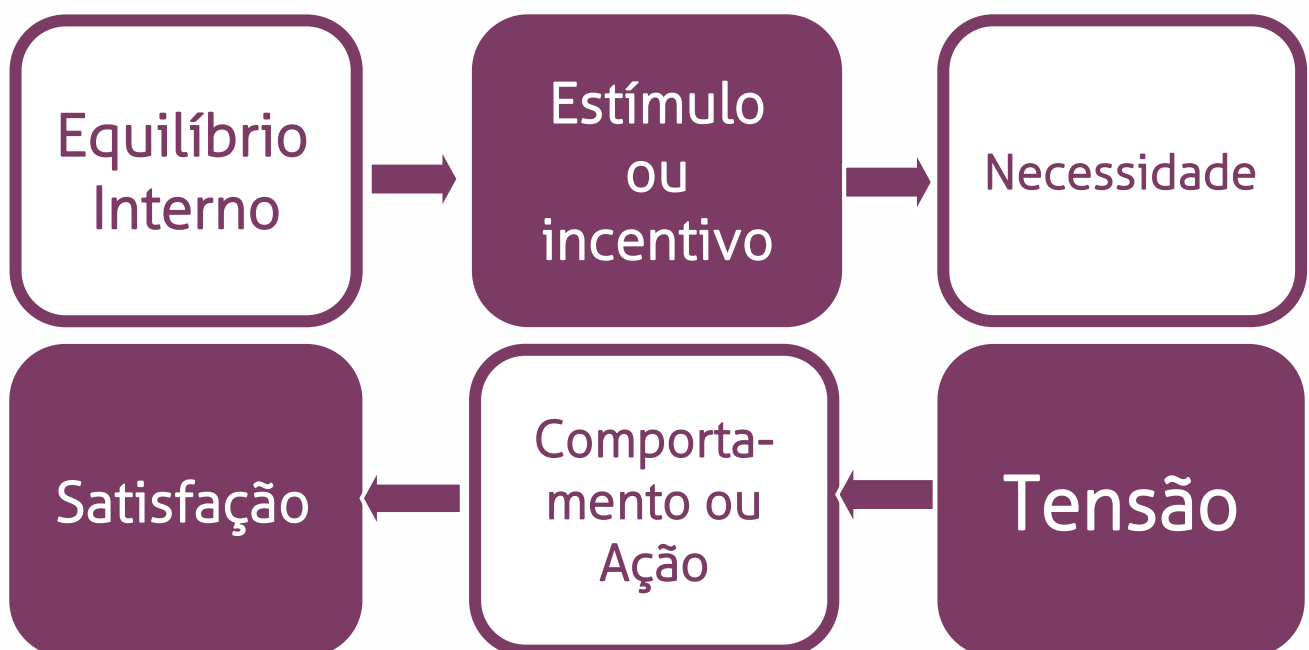 Equilíbrio
Interno
Estímulo
ou
incentivo
Necessidade
Satisfação
Comporta-
mento ou
Ação
Tensão